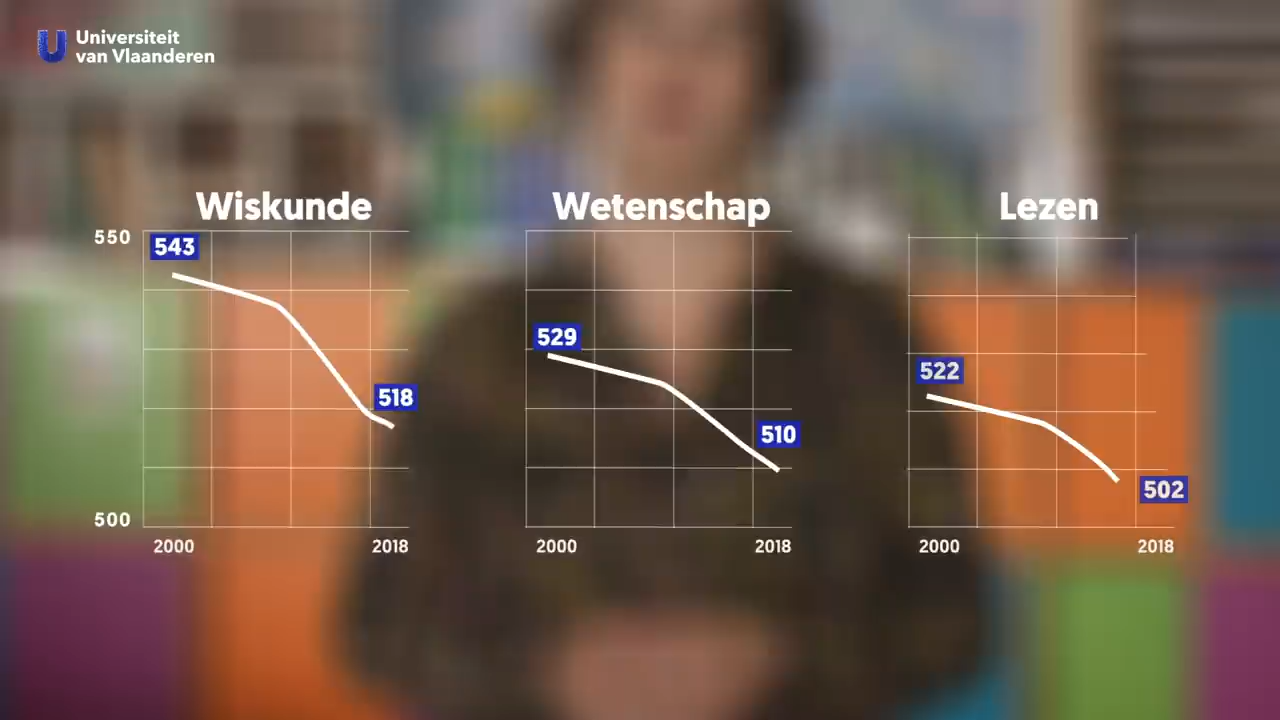 Universiteit
van Vlaanderen
Wiskunde
Wetenschap
Lezen
550
543
529
522
518
510
502
500
2000
2018
2000
2018
2000
2018